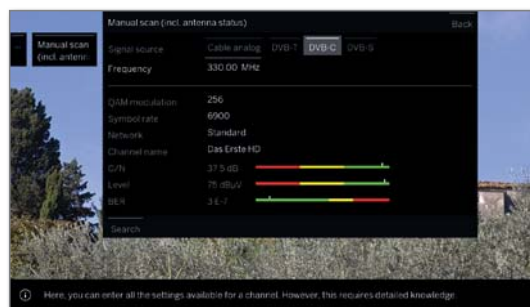 Manual scan (incl. antenna status) Back
Manual scan
(incl. antenn
Signal source Cable analog DVB-T DVB-C DVB-S
Frequency 330.00 MHz
QAM modulation 256
Symbol rate 6900
Network Standard
Channel name Das Erste HD
C/N 37.5 dB
Level 75 dBµV
BER 3 E-7
Search
Here, you can enter all the settings available for a channel. However, this requires detailed knowledge.